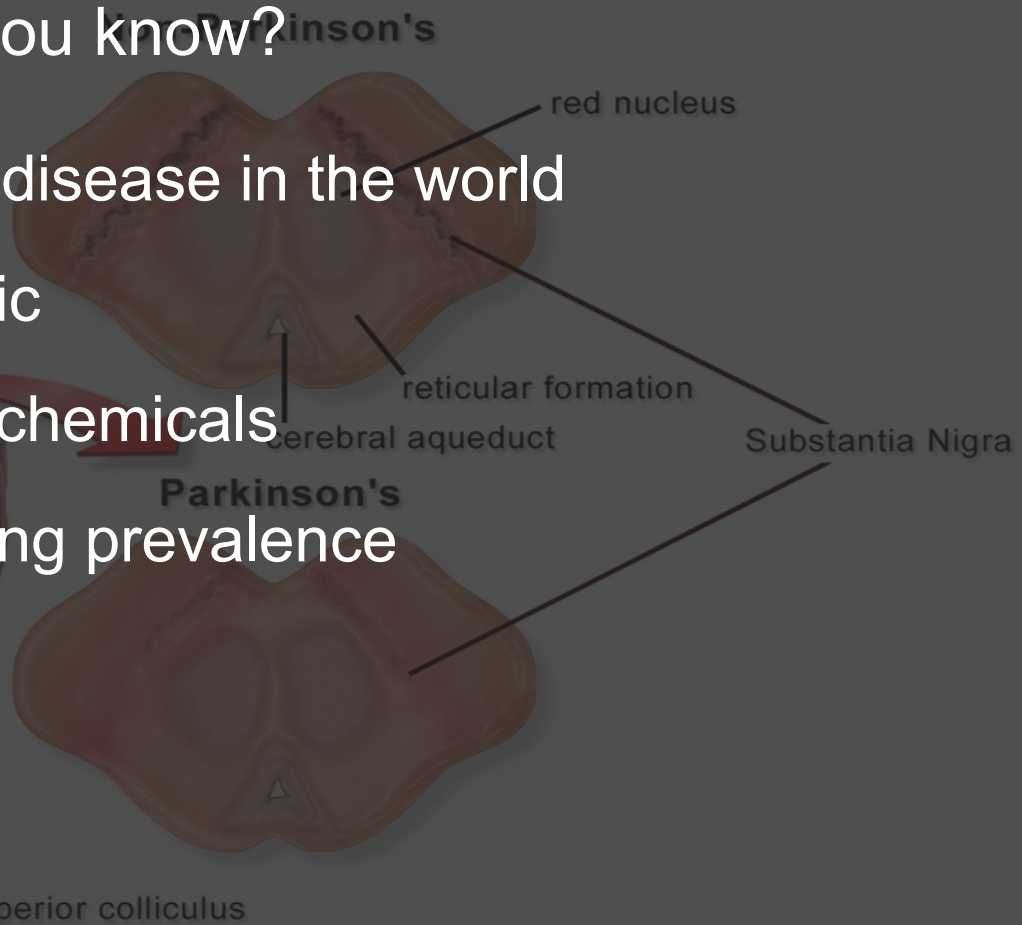 ou know?
Non-Parkinson's
red nucleus
disease in the world
ic
reticular formation
chemicals
cerebral aqueduct
Substantia Nigra
Parkinson's
ng prevalence
perior colliculus